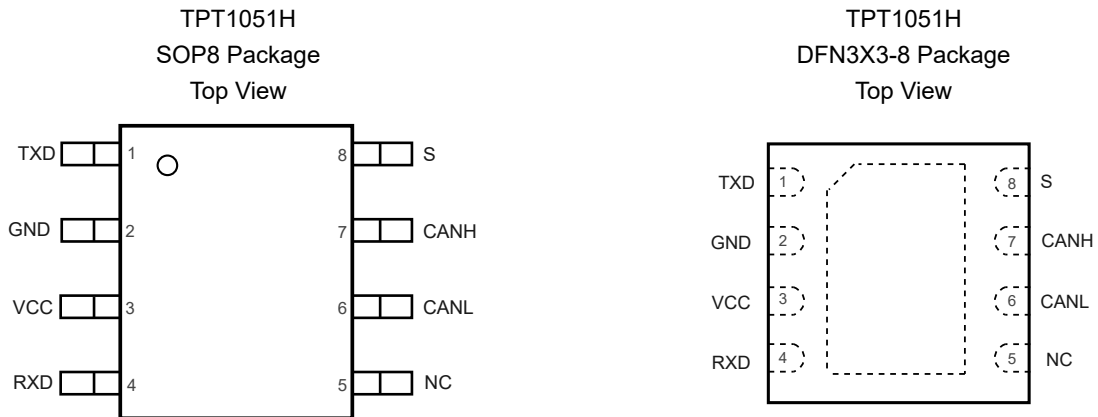 TPT1051H
SOP8 Package
Top View
TXD 1 8 S
GND 2 7 CANH
VCC 3 6 CANL
RXD 4 5 NC
TPT1051H
DFN3X3-8 Package
Top View
TXD 1 8 S
GND 2 7 CANH
VCC 3 6 CANL
RXD 4 5 NC